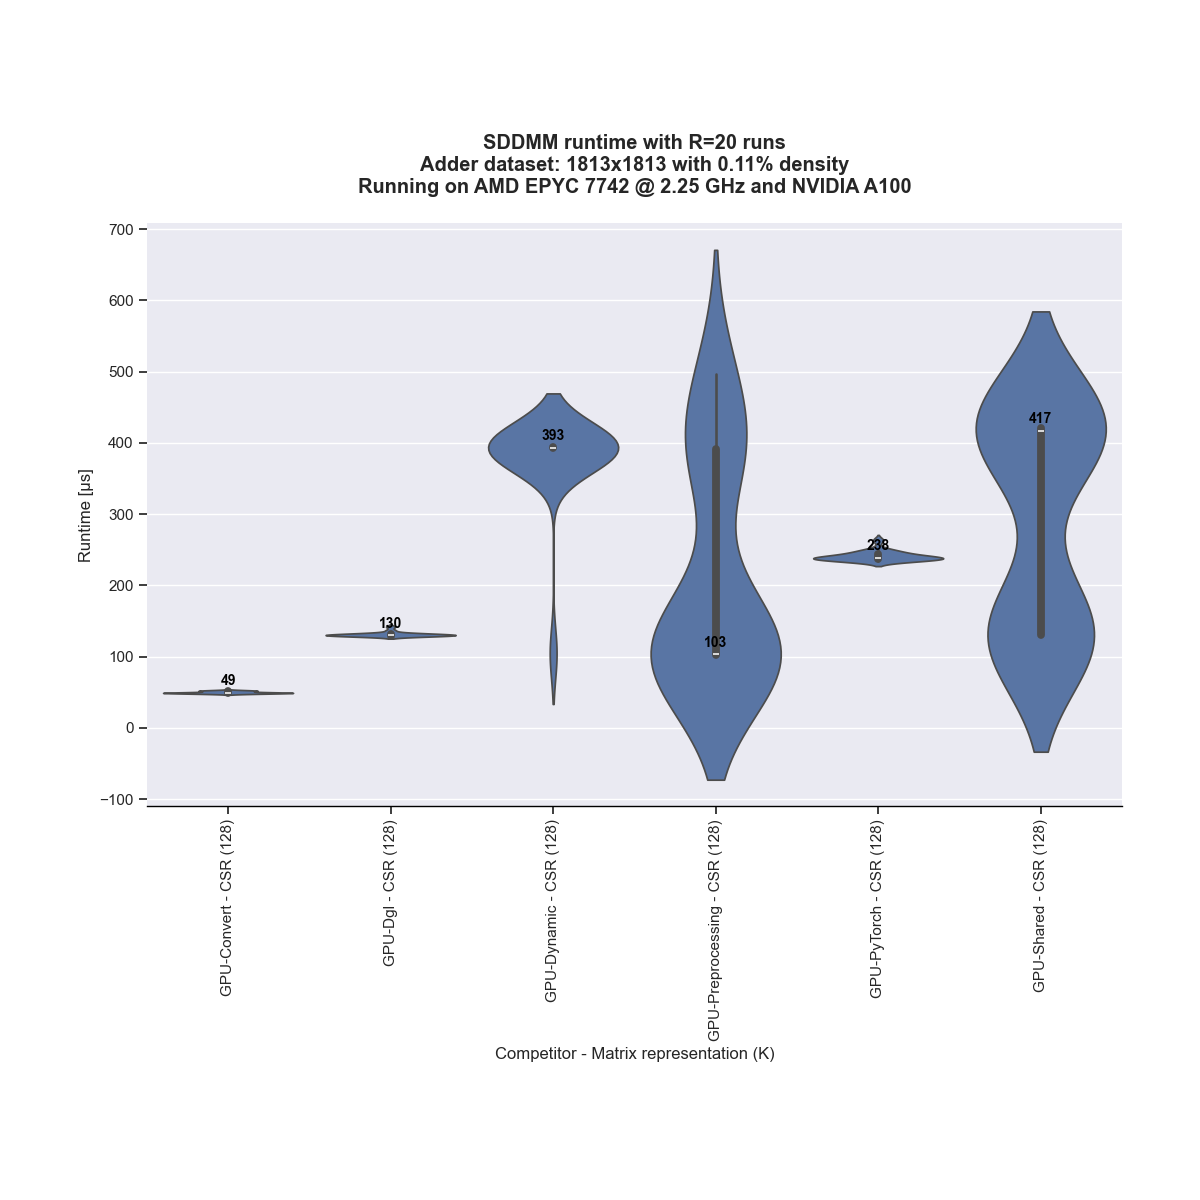 SDDMM runtime with R=20 runs
Adder dataset: 1813x1813 with 0.11% density
Running on AMD EPYC 7742 @ 2.25 GHz and NVIDIA A100
Runtime [μs]
700
600
500
400
300
200
100
0
−100
49
130
393
103
238
417
GPU-Convert - CSR (128)
GPU-Dgl - CSR (128)
GPU-Dynamic - CSR (128)
GPU-Preprocessing - CSR (128)
GPU-PyTorch - CSR (128)
GPU-Shared - CSR (128)
Competitor - Matrix representation (K)